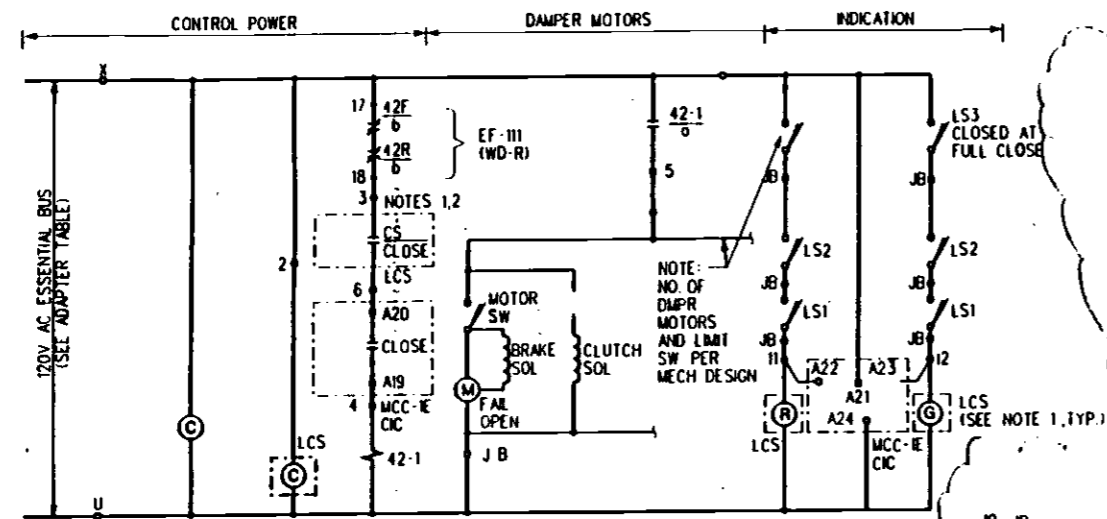 CONTROL POWER
DAMPER MOTORS
INDICATION
X
120V AC ESSENTIAL BUS
(SEE ADAPTER TABLE)
U
C
2
LCS
C
17
42F
b
42R
b
18
EF-111
(WD-R)
3
NOTES 1,2
CS
CLOSE
6
LCS
A20
CLOSE
A19
4
MCC-1E
CIC
42-1
42-1
a
5
MOTOR
SW
BRAKE
SOL
CLUTCH
SOL
M
FAIL
OPEN
J B
NOTE:
NO. OF
DMPR
MOTORS
AND LIMIT
SW PER
MECH DESIGN
JB
LS2
JB
LS1
JB
11
R
LCS
A22
A23
A21
A24
MCC-1E
CIC
LS3
CLOSED AT
FULL CLOSE
JB
LS2
JB
LS1
JB
12
G
LCS
(SEE NOTE 1,TYP.)